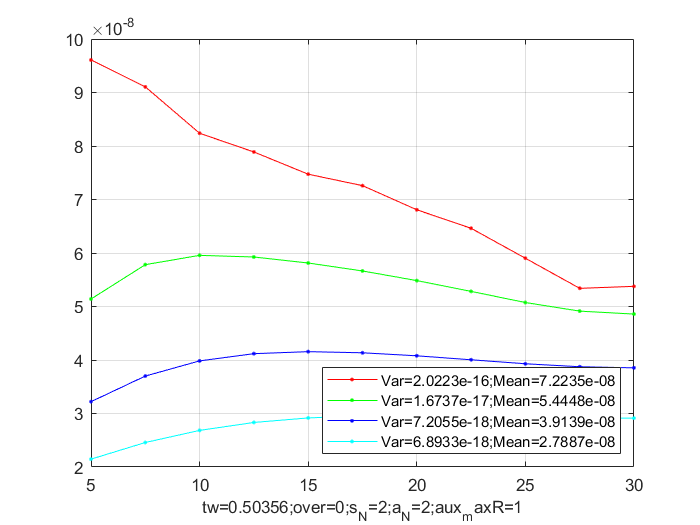 ×10-8
10
9
8
7
6
5
4
3
2
Var=2.0223e-16;Mean=7.2235e-08
Var=1.6737e-17;Mean=5.4448e-08
Var=7.2055e-18;Mean=3.9139e-08
Var=6.8933e-18;Mean=2.7887e-08
5 10 15 20 25 30
tw=0.50356;over=0;sN=2;aN=2;auxmaxR=1